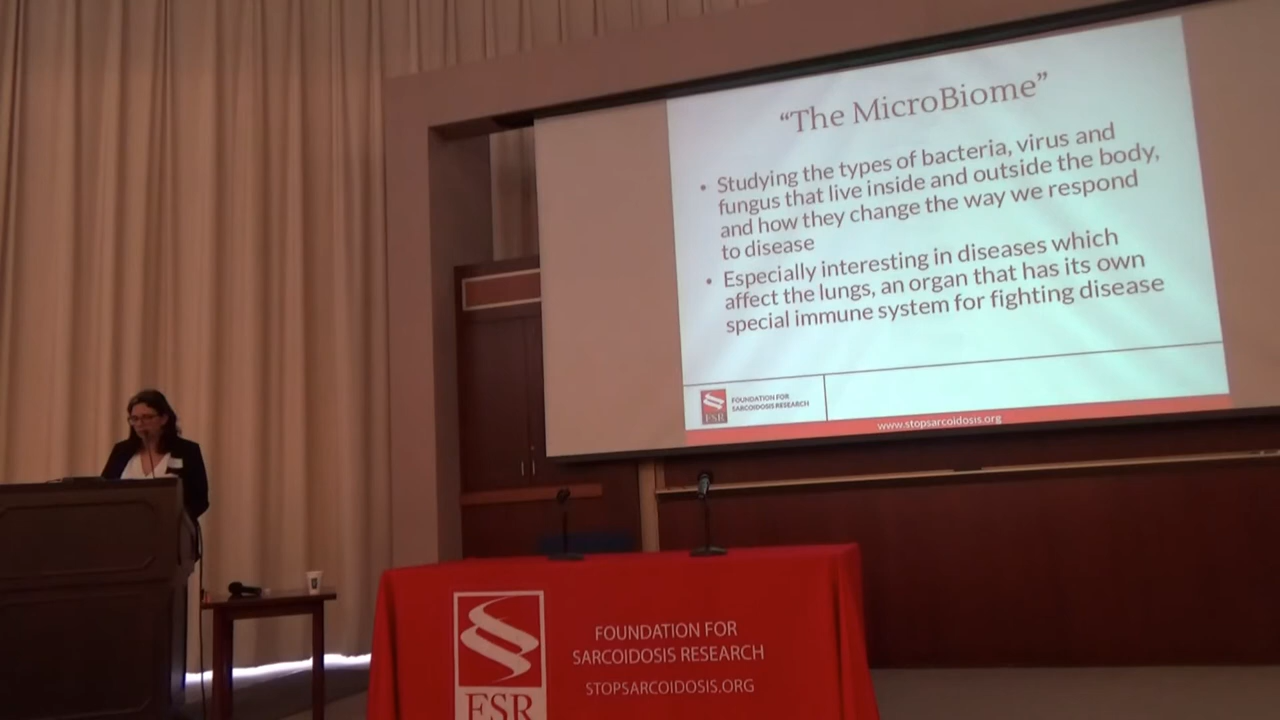 “The MicroBiome”
• Studying the types of bacteria, virus and
fungus that live inside and outside the body,
and how they change the way we respond
to disease
• Especially interesting in diseases which
affect the lungs, an organ that has its own
special immune system for fighting disease
FSR
FOUNDATION FOR
SARCOIDOSIS RESEARCH
www.stopsarcoidosis.org
FSR
FOUNDATION FOR
SARCOIDOSIS RESEARCH
STOPSARCOIDOSIS.ORG